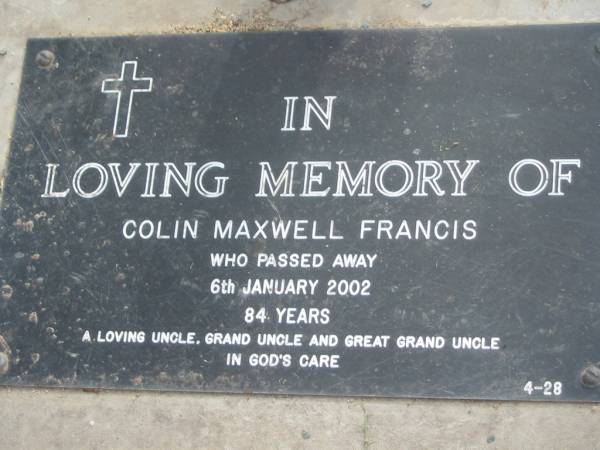 IN
LOVING MEMORY OF
COLIN MAXWELL FRANCIS
WHO PASSED AWAY
6th JANUARY 2002
84 YEARS
A LOVING UNCLE, GRAND UNCLE AND GREAT GRAND UNCLE
IN GOD'S CARE
4-28